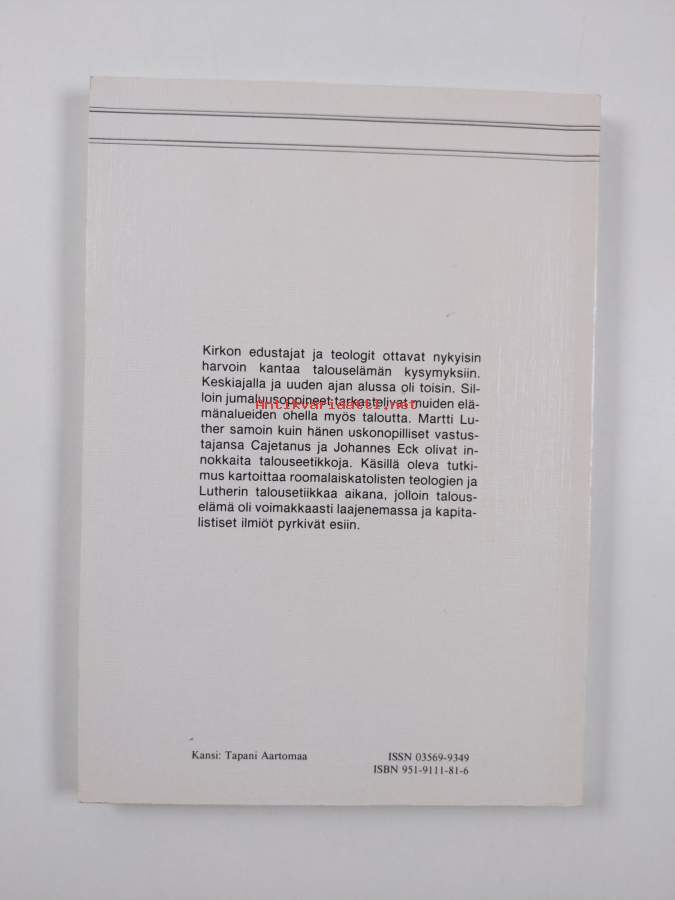 Kirkon edustajat ja teologit ottavat nykyisin
harvoin kantaa talouselämän kysymyksiin.
Keskiajalla ja uuden ajan alussa oli toisin. Sil-
loin jumaluusoppineet tarkastelivat muiden elä-
Antikvariaatti.net
mänalueiden ohella myös taloutta. Martti Lu-
ther samoin kuin hänen uskonopilliset vastus-
tajansa Cajetanus ja Johannes Eck olivat in-
nokkaita talouseetikkoja. Käsillä oleva tutki-
mus kartoittaa roomalaiskatolisten teologien ja
Lutherin talousetiikkaa aikana, jolloin talous-
elämä oli voimakkaasti laajenemassa ja kapita-
listiset ilmiöt pyrkivät esiin.
Kansi: Tapani Aartomaa
ISSN 03569-9349
ISBN 951-9111-81-6